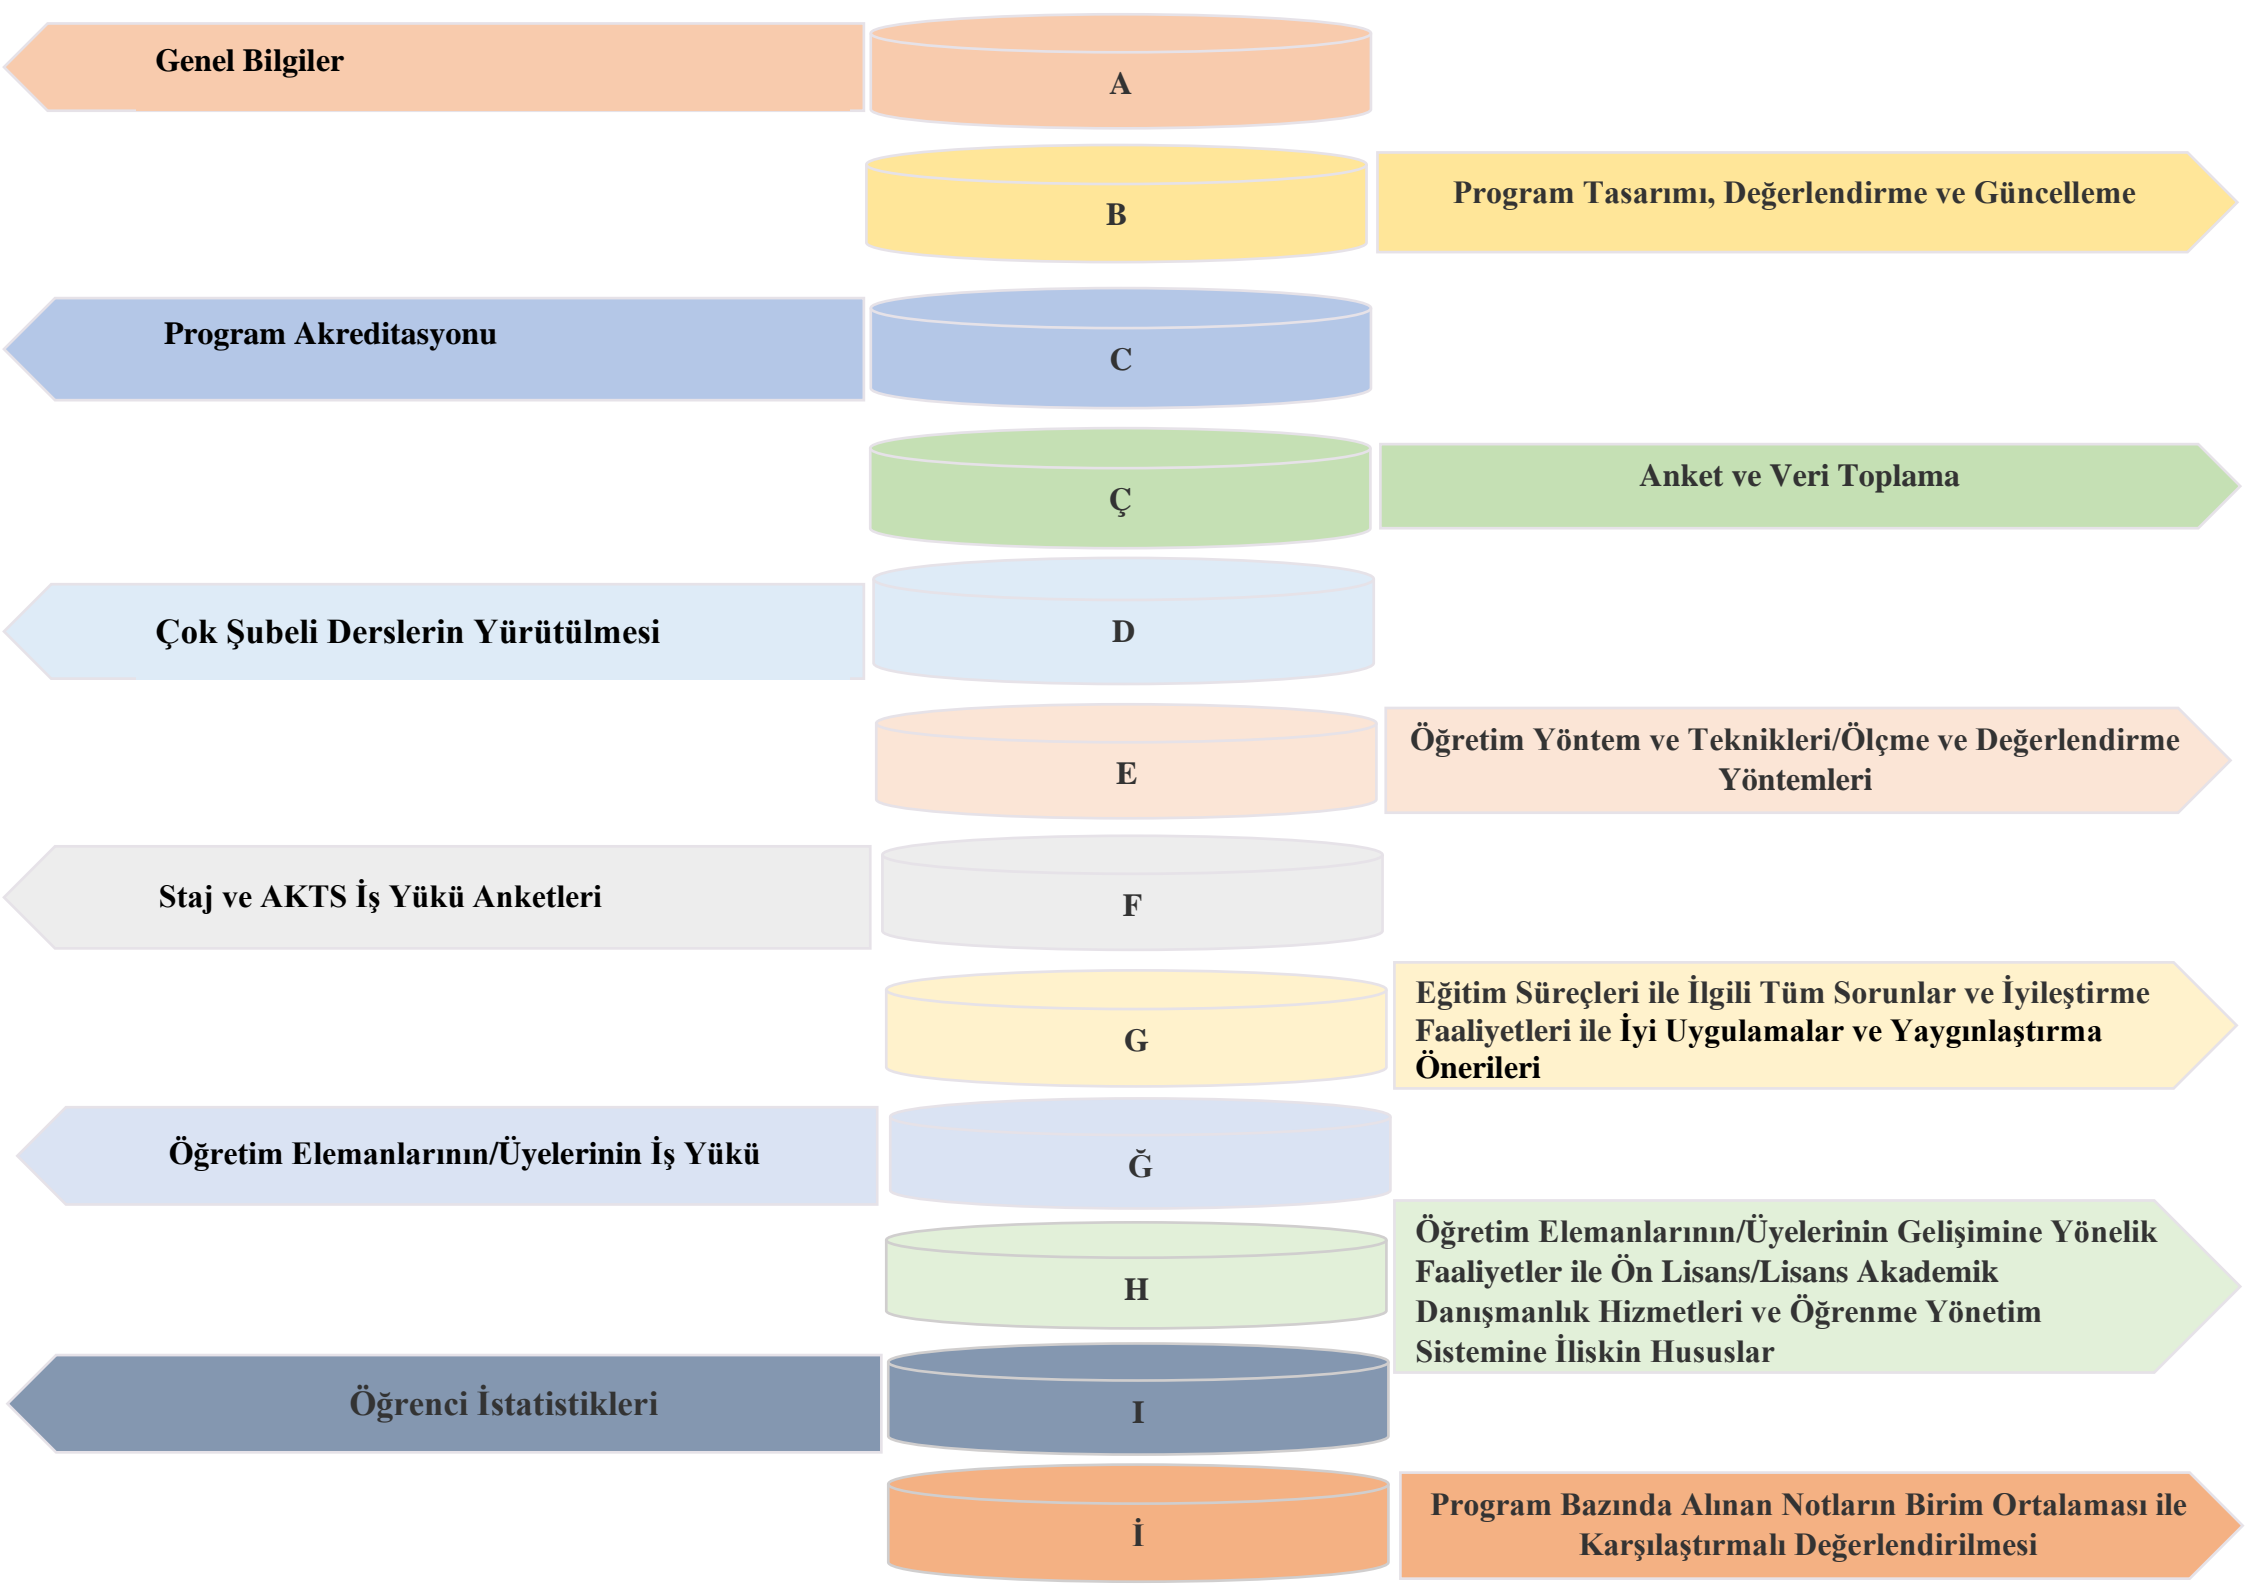 Genel Bilgiler
A
B
Program Tasarımı, Değerlendirme ve Güncelleme
Program Akreditasyonu
C
Ç
Anket ve Veri Toplama
Çok Şubeli Derslerin Yürütülmesi
D
E
Öğretim Yöntem ve Teknikleri/Ölçme ve Değerlendirme
Yöntemleri
Staj ve AKTS İş Yükü Anketleri
F
G
Eğitim Süreçleri ile İlgili Tüm Sorunlar ve İyileştirme
Faaliyetleri ile İyi Uygulamalar ve Yaygınlaştırma
Önerileri
Öğretim Elemanlarının/Üyelerinin İş Yükü
Ğ
H
Öğretim Elemanlarının/Üyelerinin Gelişimine Yönelik
Faaliyetler ile Ön Lisans/Lisans Akademik
Danışmanlık Hizmetleri ve Öğrenme Yönetim
Sistemine İliskin Hususlar
Öğrenci İstatistikleri
I
İ
Program Bazında Alınan Notların Birim Ortalaması ile
Karşılaştırmalı Değerlendirilmesi